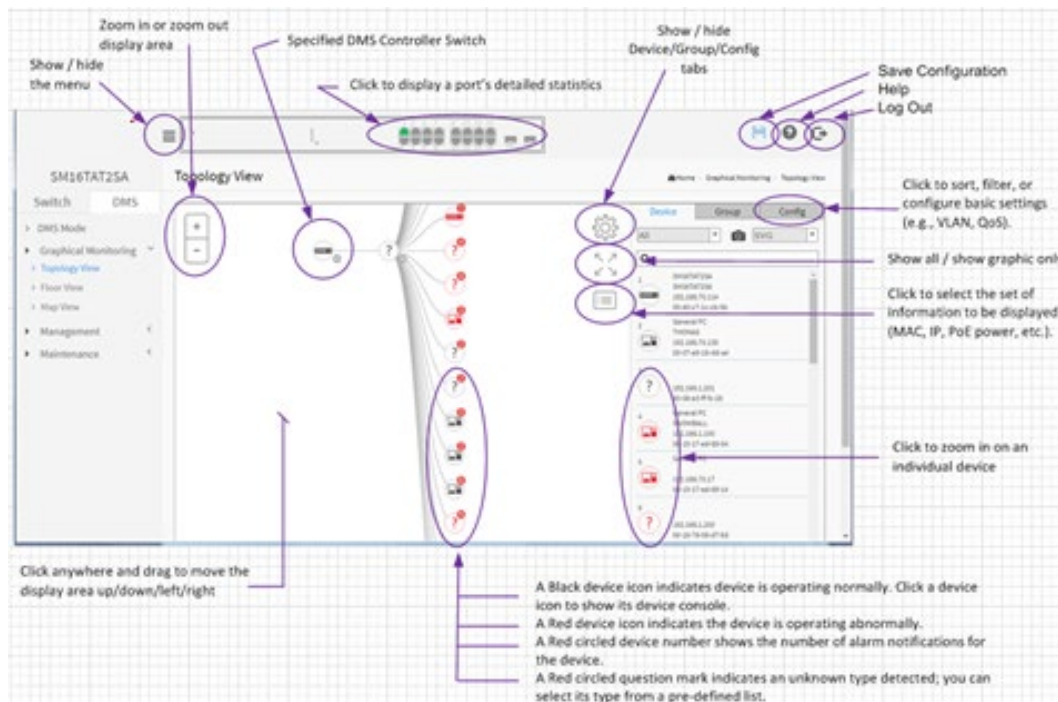 Zoom in or zoom out
display area
Specified DMS Controller Switch
Show / hide
Device/Group/Config
tabs
Show / hide
the menu
Click to display a port's detailed statistics
Save Configuration
Help
Log Out
SM16TAT2SA
Topology View
Home
Graphical Monitoring
Topology View
Switch
DMS
Device
Group
Config
Click to sort, filter, or
configure basic settings
(e.g., VLAN, QoS).
> DMS Mode
Graphical Monitoring
> Topology View
> Floor View
> Map View
Management
Maintenance
+
-
All
SVG
Show all / show graphic only
Click to select the set of
information to be displayed
(MAC, IP, PoE power, etc.).
SM16TAT2SA
SM16TAT2SA
General PC
General PC
Click to zoom in on an
individual device
Click anywhere and drag to move the
display area up/down/left/right
A Black device icon indicates device is operating normally. Click a device
icon to show its device console.
A Red device icon indicates the device is operating abnormally.
A Red circled device number shows the number of alarm notifications for
the device.
A Red circled question mark indicates an unknown type detected; you can
select its type from a pre-defined list.